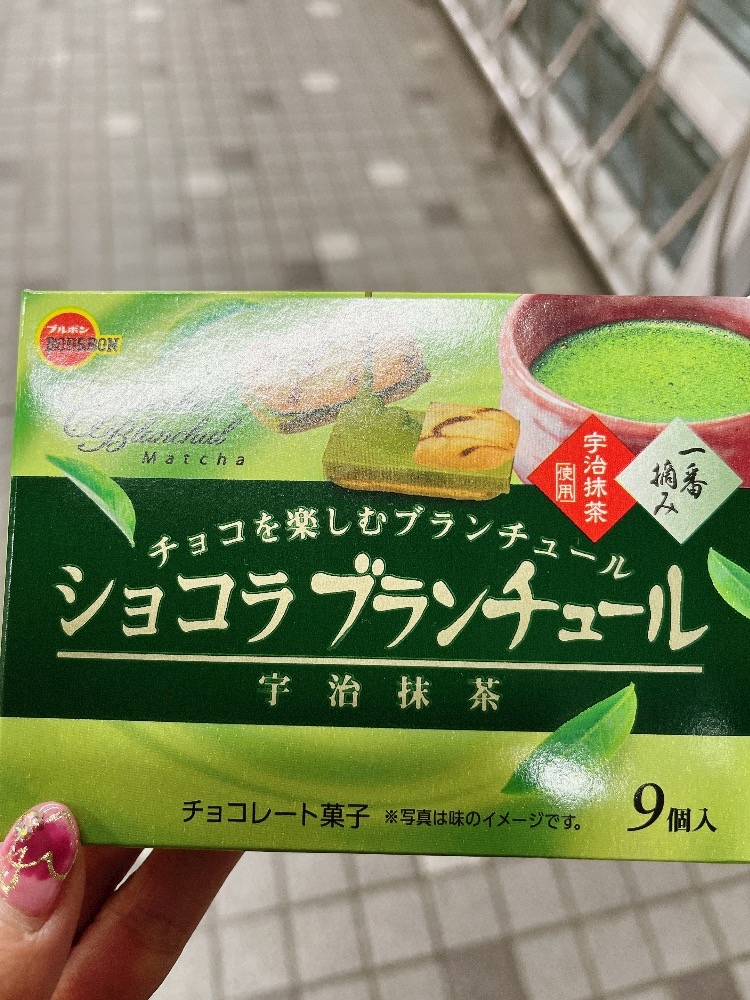 ブルボン
BOURBON
Blanchul
Matcha
宇治抹茶
使用
一番
摘み
チョコを楽しむブランチュール
ショコラブランチュール
宇治抹茶
チョコレート菓子 ※写真は味のイメージです。
9個入